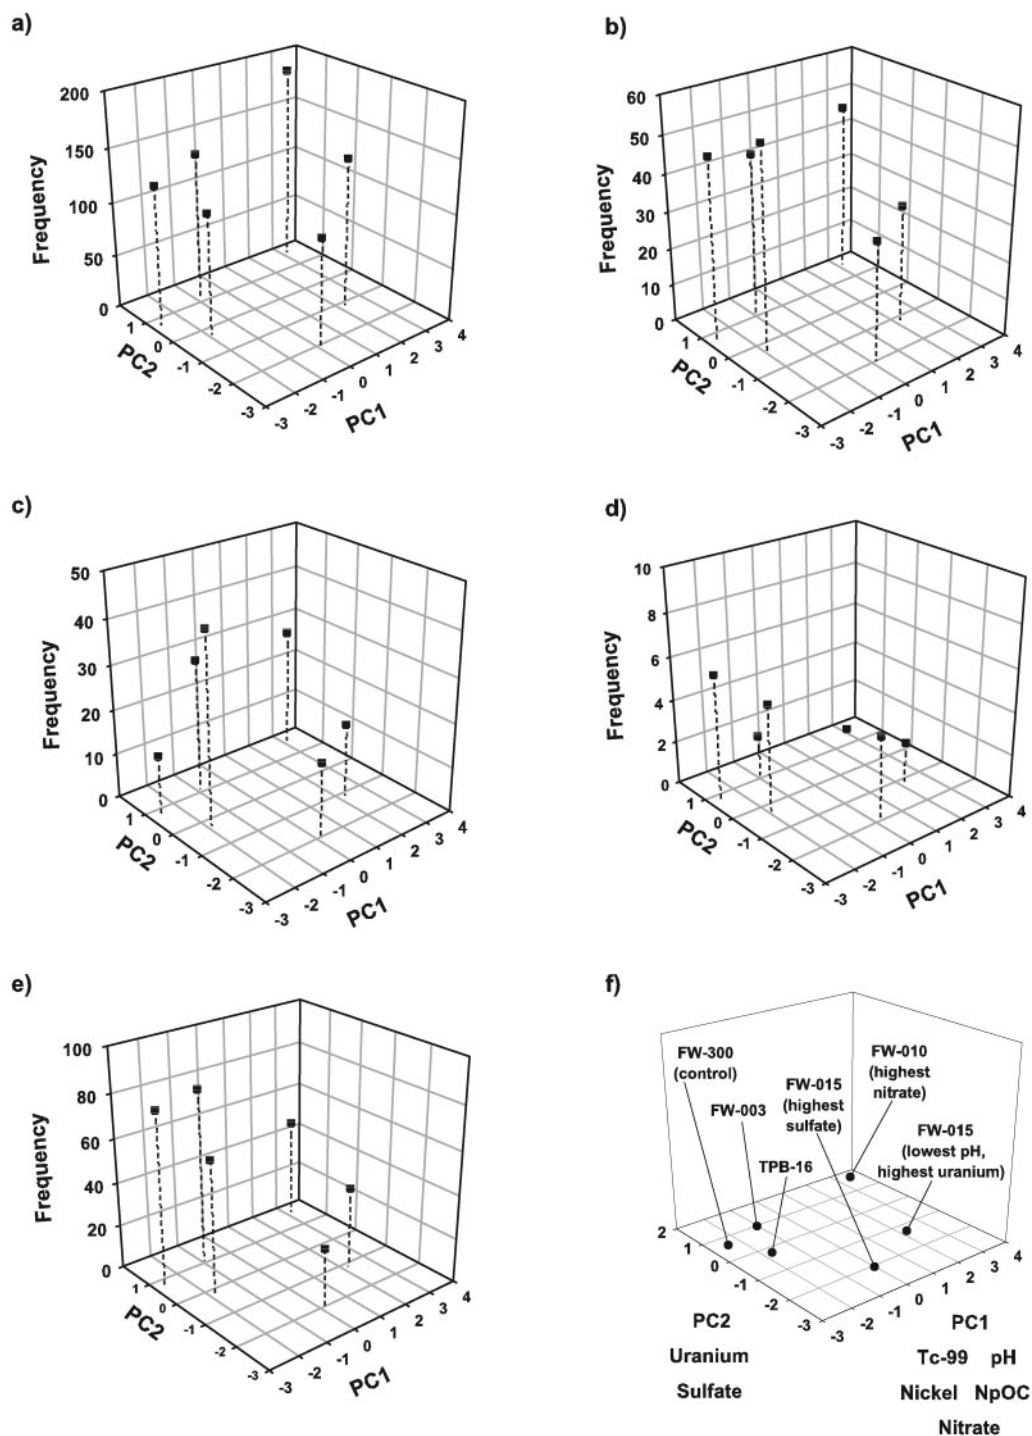 a)
200
150
100
50
0
Frequency
1
0
-1
-2
-3
PC2
-3
-2
-1
0
1
2
3
4
PC1
b)
60
50
40
30
20
10
0
Frequency
1
0
-1
-2
-3
PC2
-3
-2
-1
0
1
2
3
4
PC1
c)
50
40
30
20
10
0
Frequency
1
0
-1
-2
-3
PC2
-3
-2
-1
0
1
2
3
4
PC1
d)
10
8
6
4
2
0
Frequency
1
0
-1
-2
-3
PC2
-3
-2
-1
0
1
2
3
4
PC1
e)
100
80
60
40
20
0
Frequency
1
0
-1
-2
-3
PC2
-3
-2
-1
0
1
2
3
4
PC1
f)
FW-300
(control)
FW-003
FW-015
(highest
sulfate)
TPB-16
FW-010
(highest
nitrate)
FW-015
(lowest pH,
highest uranium)
2
1
0
-1
-2
-3
-3
-2
-1
0
1
2
3
4
PC2
Uranium
Sulfate
PC1
Tc-99 pH
Nickel NpOC
Nitrate